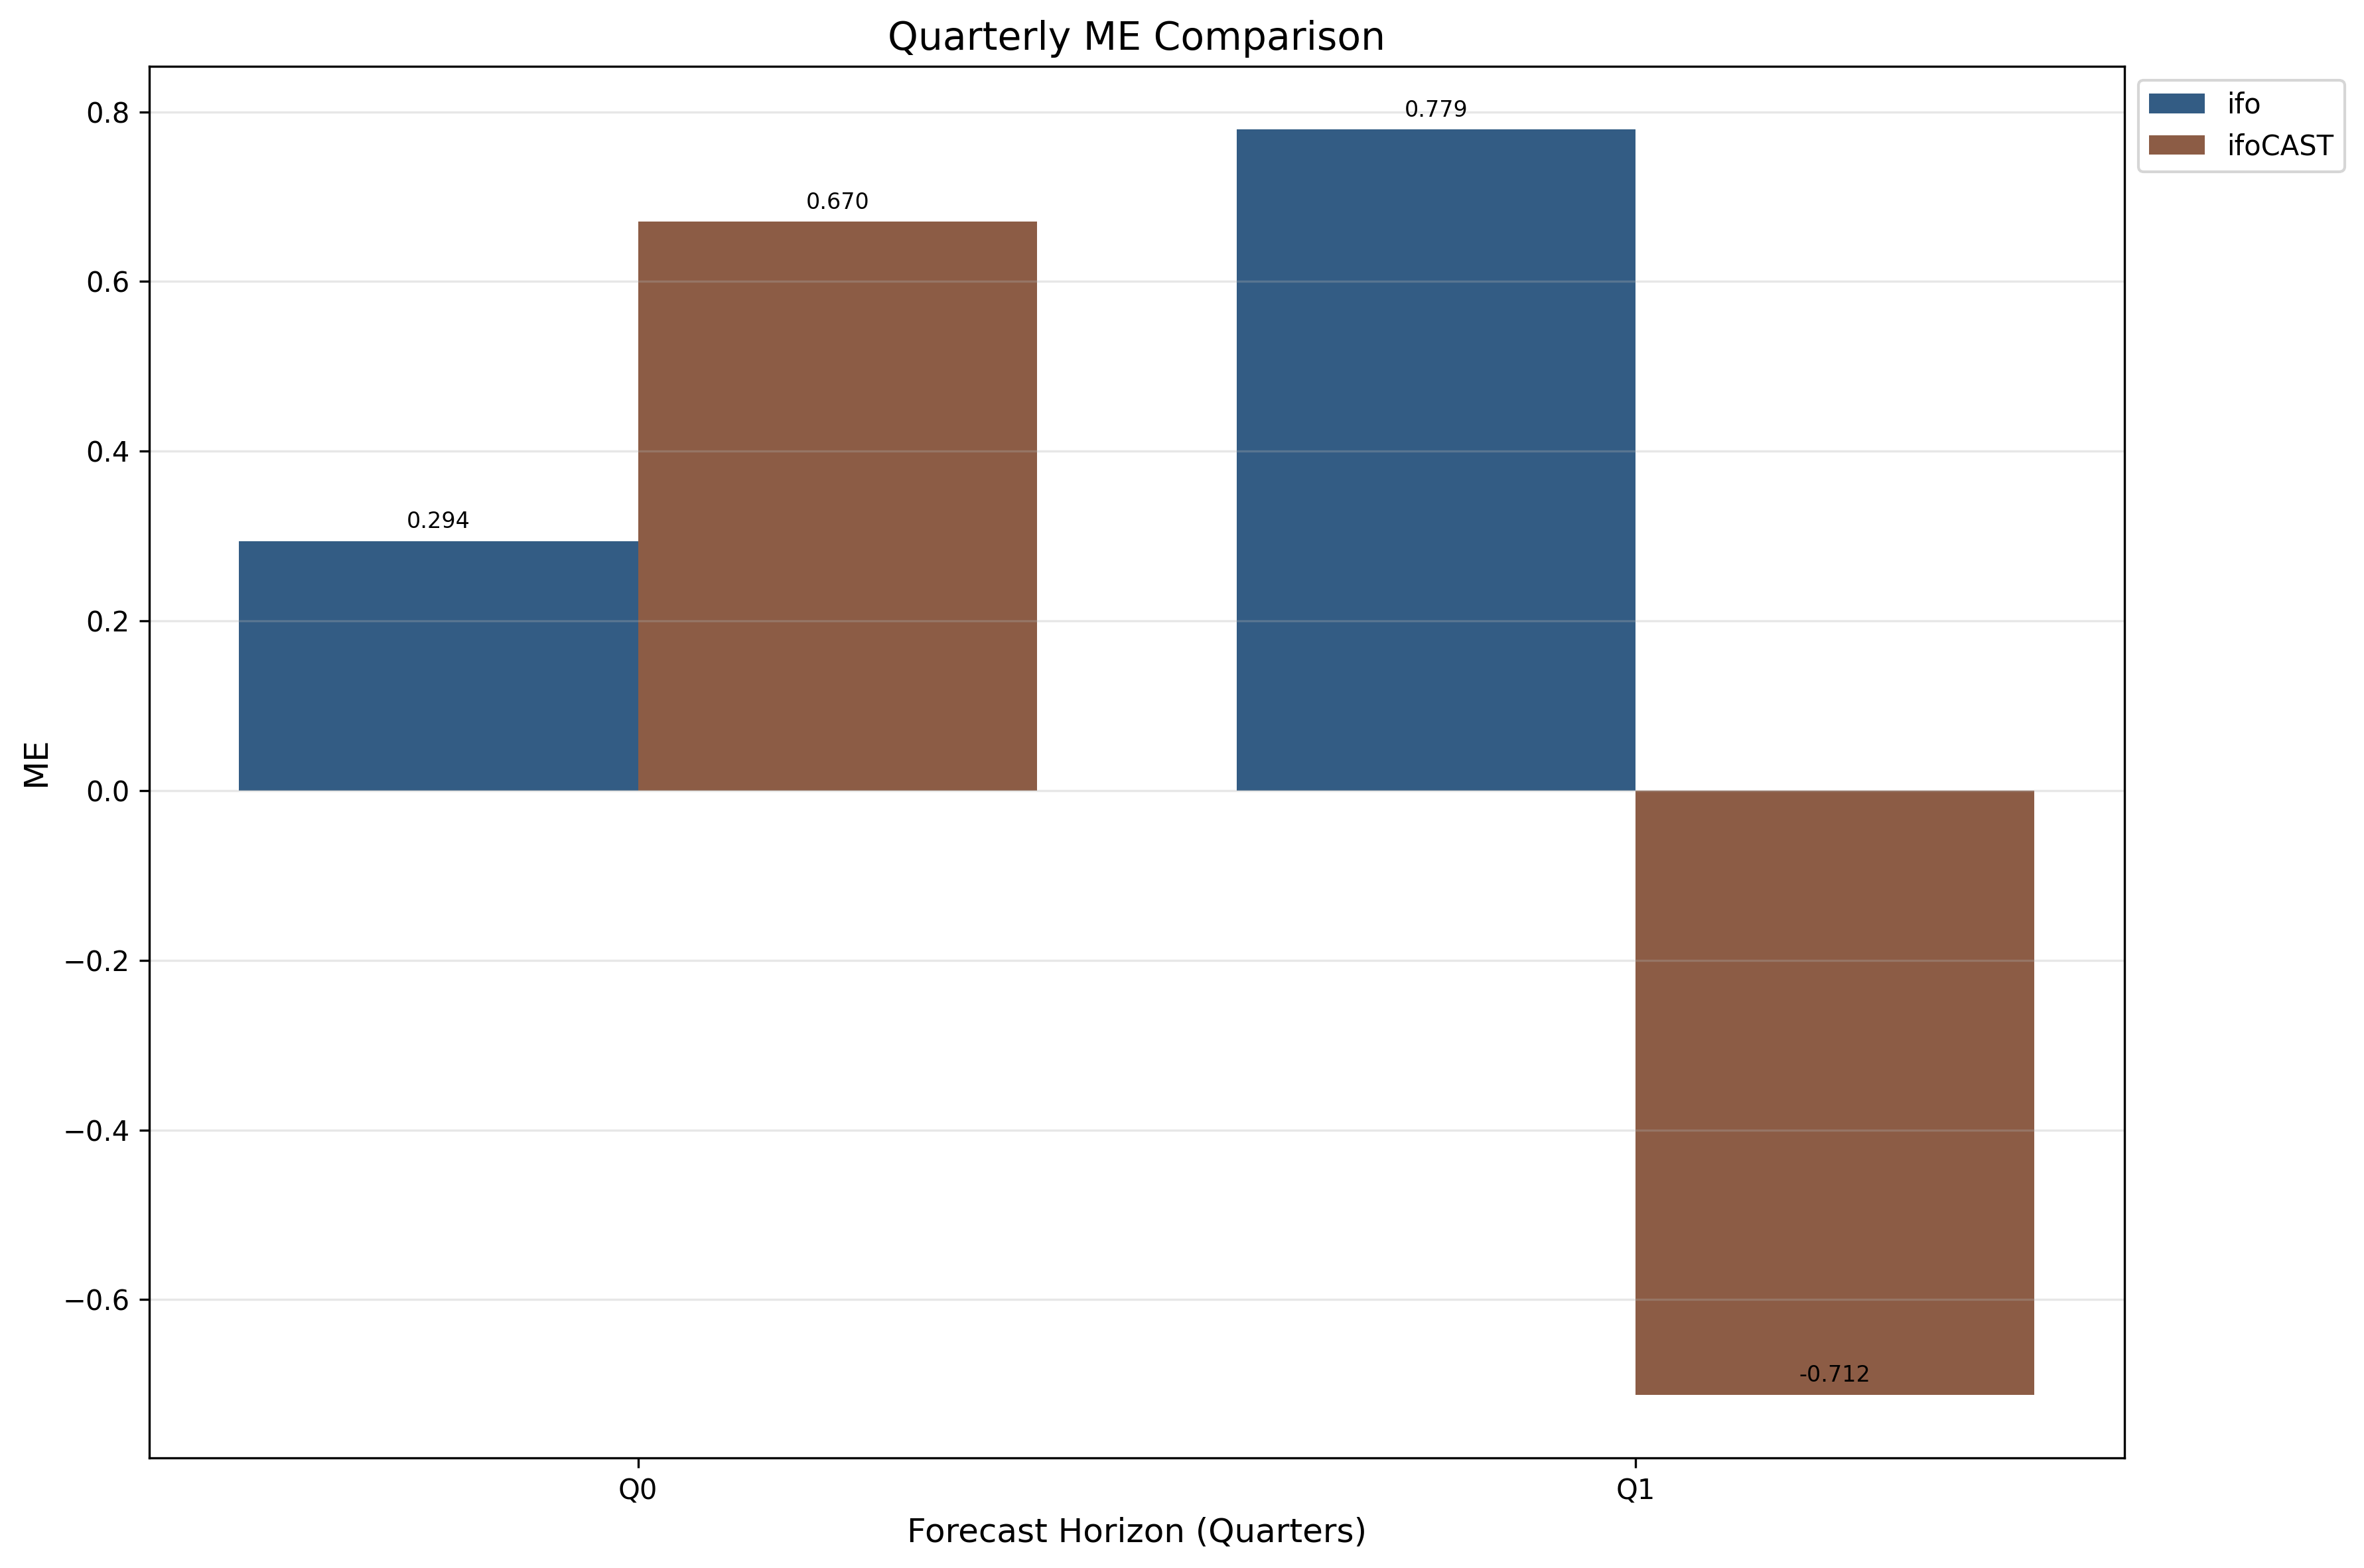 Quarterly ME Comparison
ifo
ifoCAST
0.8
0.6
0.4
0.2
0.0
−0.2
−0.4
−0.6
ME
0.294
0.670
0.779
-0.712
Q0
Q1
Forecast Horizon (Quarters)